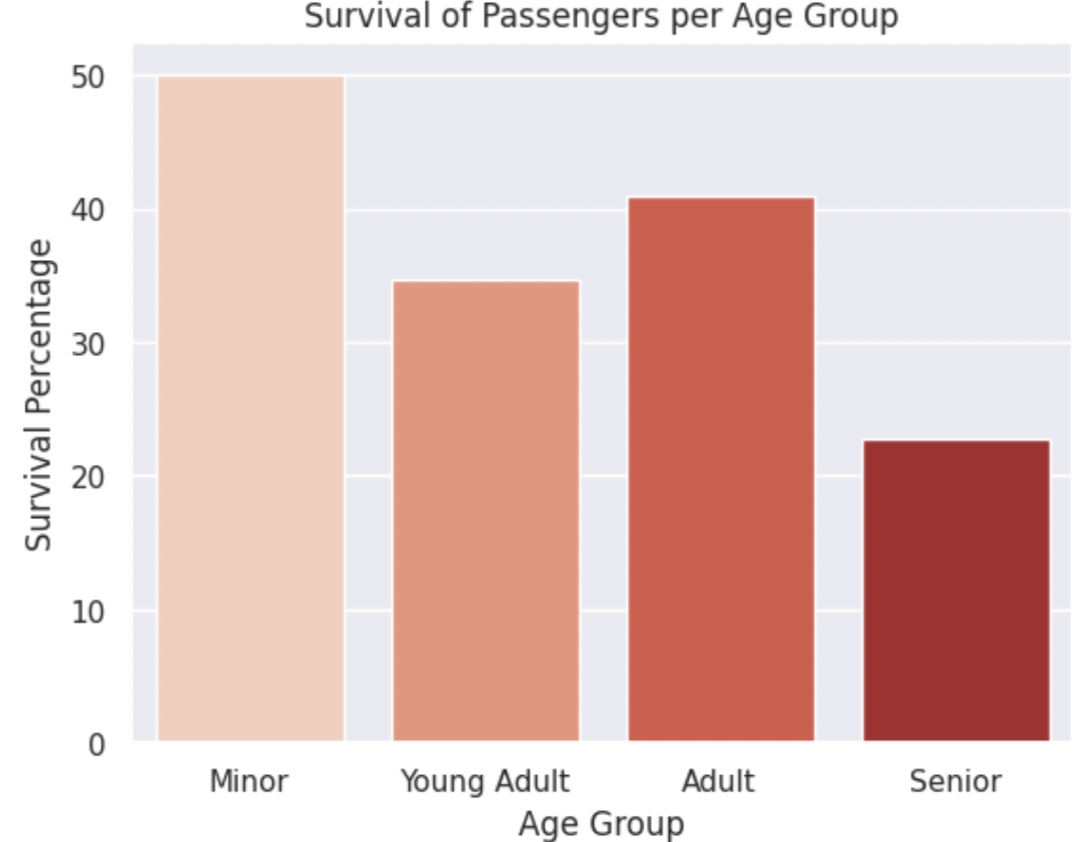 Survival of Passengers per Age Group
50
40
30
20
10
0
Survival Percentage
Minor
Young Adult
Adult
Senior
Age Group